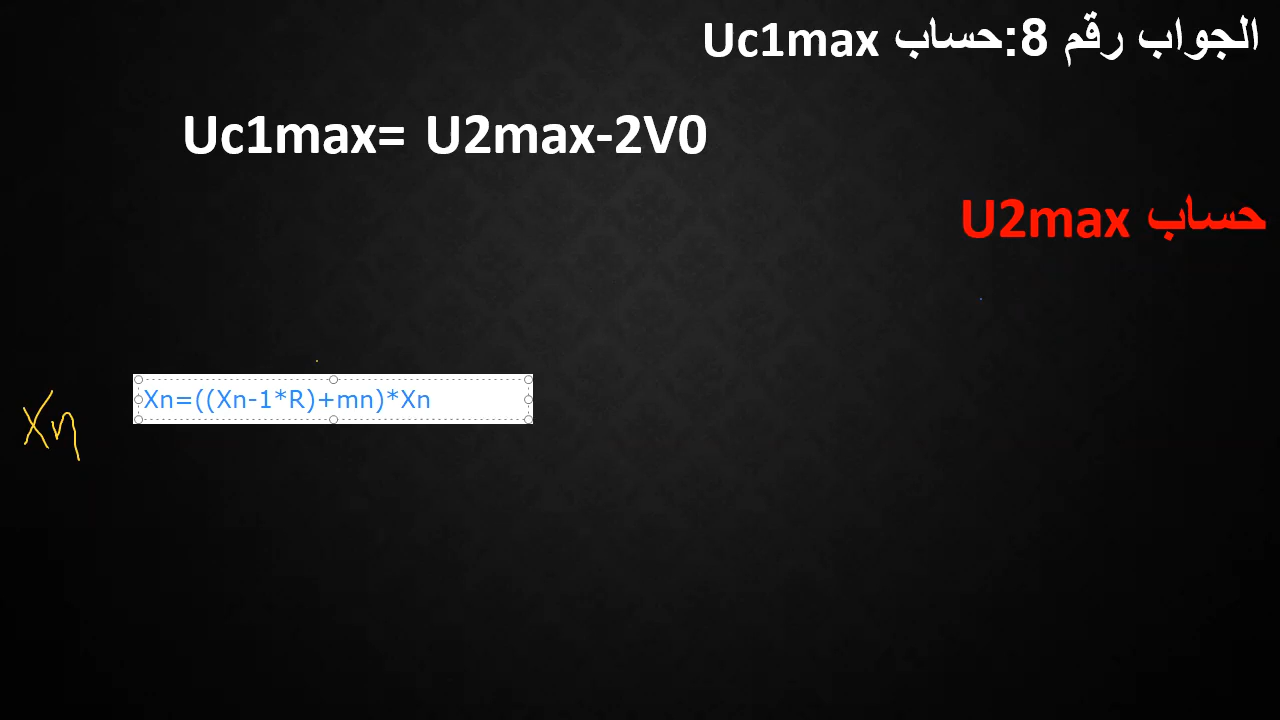 الجواب رقم 8:حساب Uc1max
Uc1max= U2max-2V0
حساب U2max
Xn=((Xn-1*R)+mn)*Xn
Xn